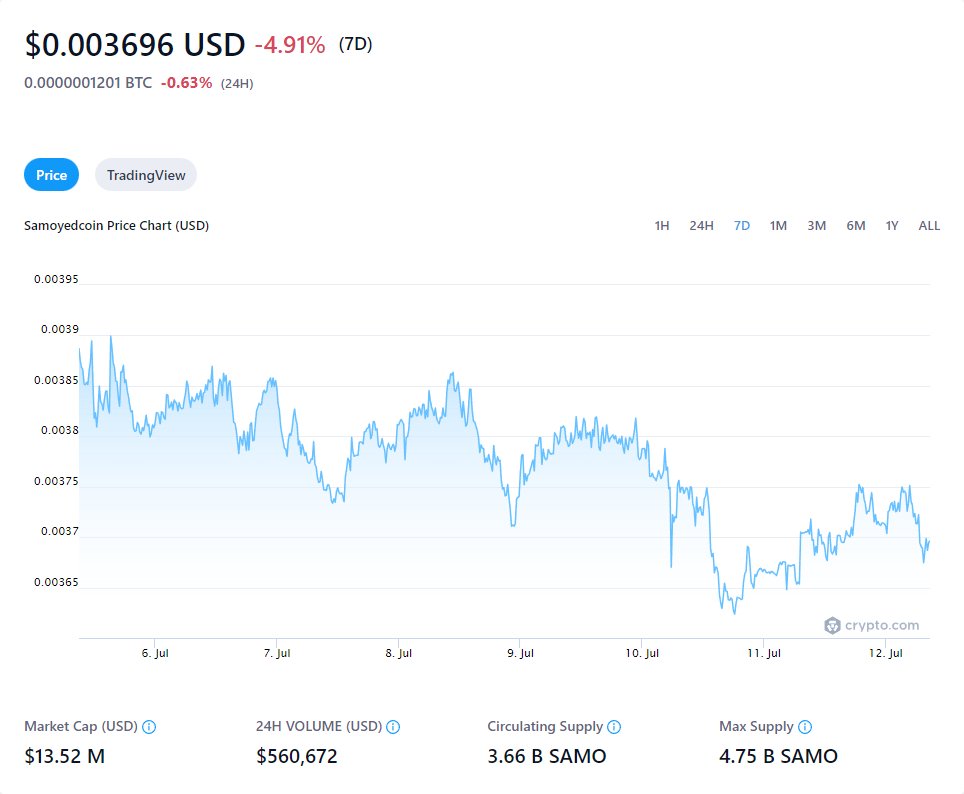 $0.003696 USD -4.91% (7D)
0.0000001201 BTC -0.63% (24H)
Price TradingView
Samoyedcoin Price Chart (USD) 1H 24H 7D 1M 3M 6M 1Y ALL
0.00395
0.0039
0.00385
0.0038
0.00375
0.0037
0.00365
crypto.com
6. Jul 7. Jul 8. Jul 9. Jul 10. Jul 11. Jul 12. Jul
Market Cap (USD) 24H VOLUME (USD) Circulating Supply Max Supply
$13.52 M $560,672 3.66 B SAMO 4.75 B SAMO